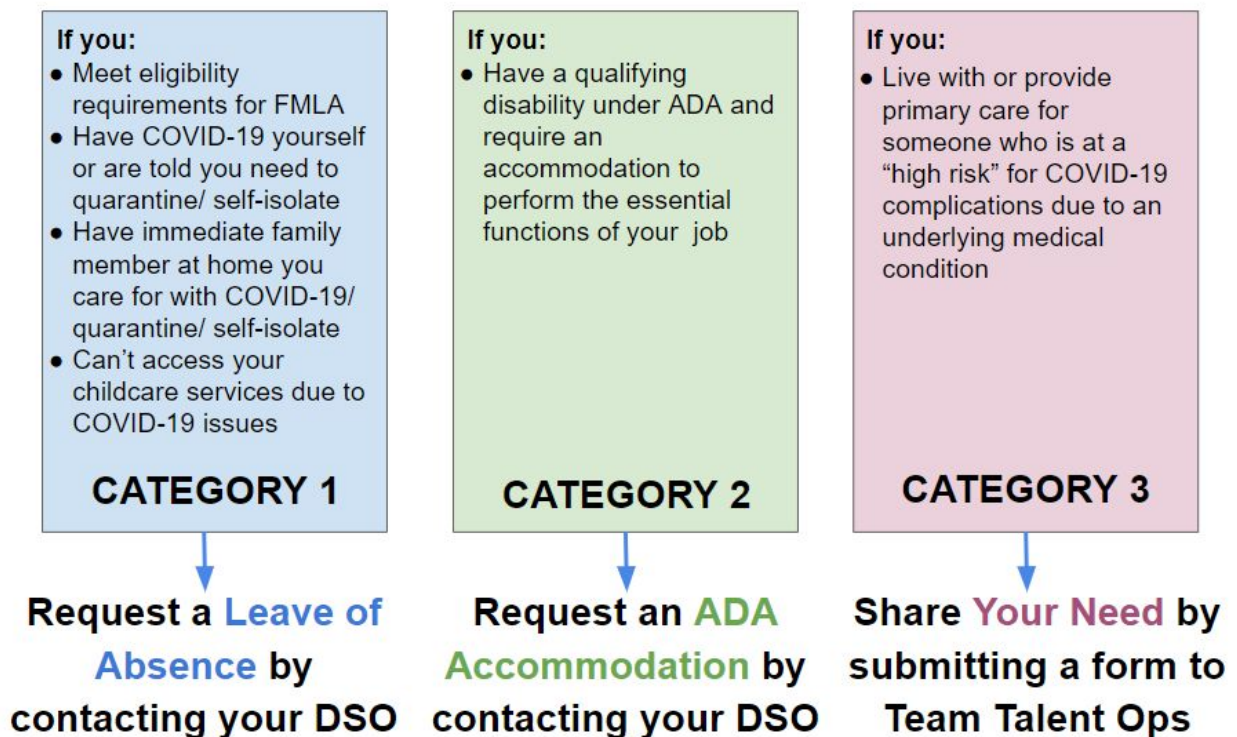 If you:
● Meet eligibility
requirements for FMLA
● Have COVID-19 yourself
or are told you need to
quarantine/ self-isolate
● Have immediate family
member at home you
care for with COVID-19/
quarantine/ self-isolate
● Can't access your
childcare services due to
COVID-19 issues
CATEGORY 1
Request a Leave of
Absence by
contacting your DSO
If you:
● Have a qualifying
disability under ADA and
require an
accommodation to
perform the essential
functions of your job
CATEGORY 2
Request an ADA
Accommodation by
contacting your DSO
If you:
● Live with or provide
primary care for
someone who is at a
“high risk” for COVID-19
complications due to an
underlying medical
condition
CATEGORY 3
Share Your Need by
submitting a form to
Team Talent Ops